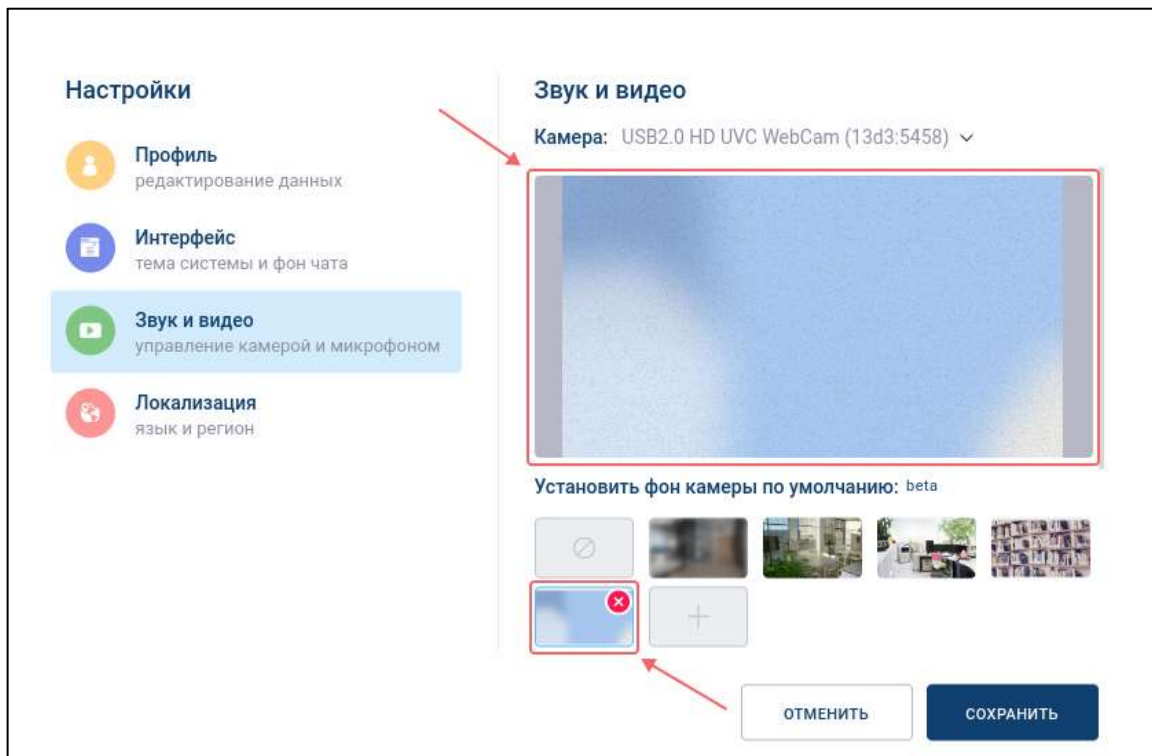 Настройки
Профиль
редактирование данных
Интерфейс
тема системы и фон чата
Звук и видео
управление камерой и микрофоном
Локализация
язык и регион
Звук и видео
Камера: USB2.0 HD UVC WebCam (13d3:5458)
Установить фон камеры по умолчанию: beta
ОТМЕНИТЬ
СОХРАНИТЬ